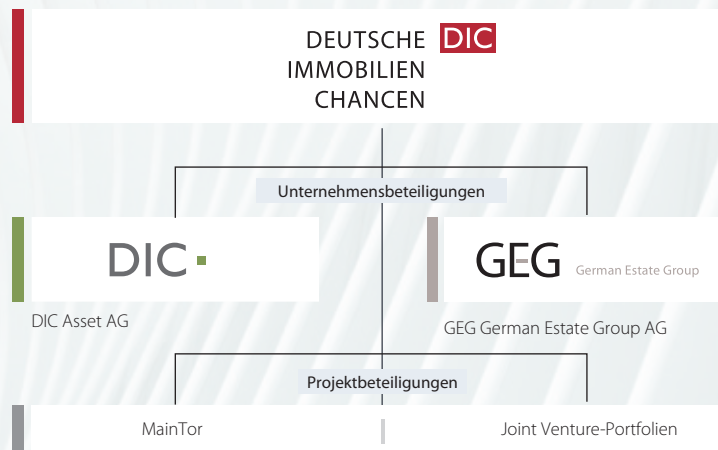 DEUTSCHE DIC
IMMOBILIEN
CHANCEN
Unternehmensbeteiligungen
DIC
GEG German Estate Group
DIC Asset AG
GEG German Estate Group AG
Projektbeteiligungen
MainTor
Joint Venture-Portfolien